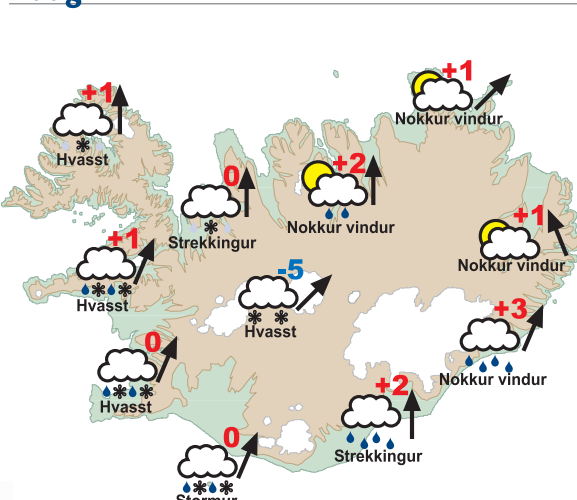 +1
Hvasst
+1
Nokkur vindur
0
Strekkingur
+2
Nokkur vindur
+1
Nokkur vindur
+1
Hvasst
-5
Hvasst
+3
Nokkur vindur
0
Hvasst
+2
Strekkingur
0
Stormur